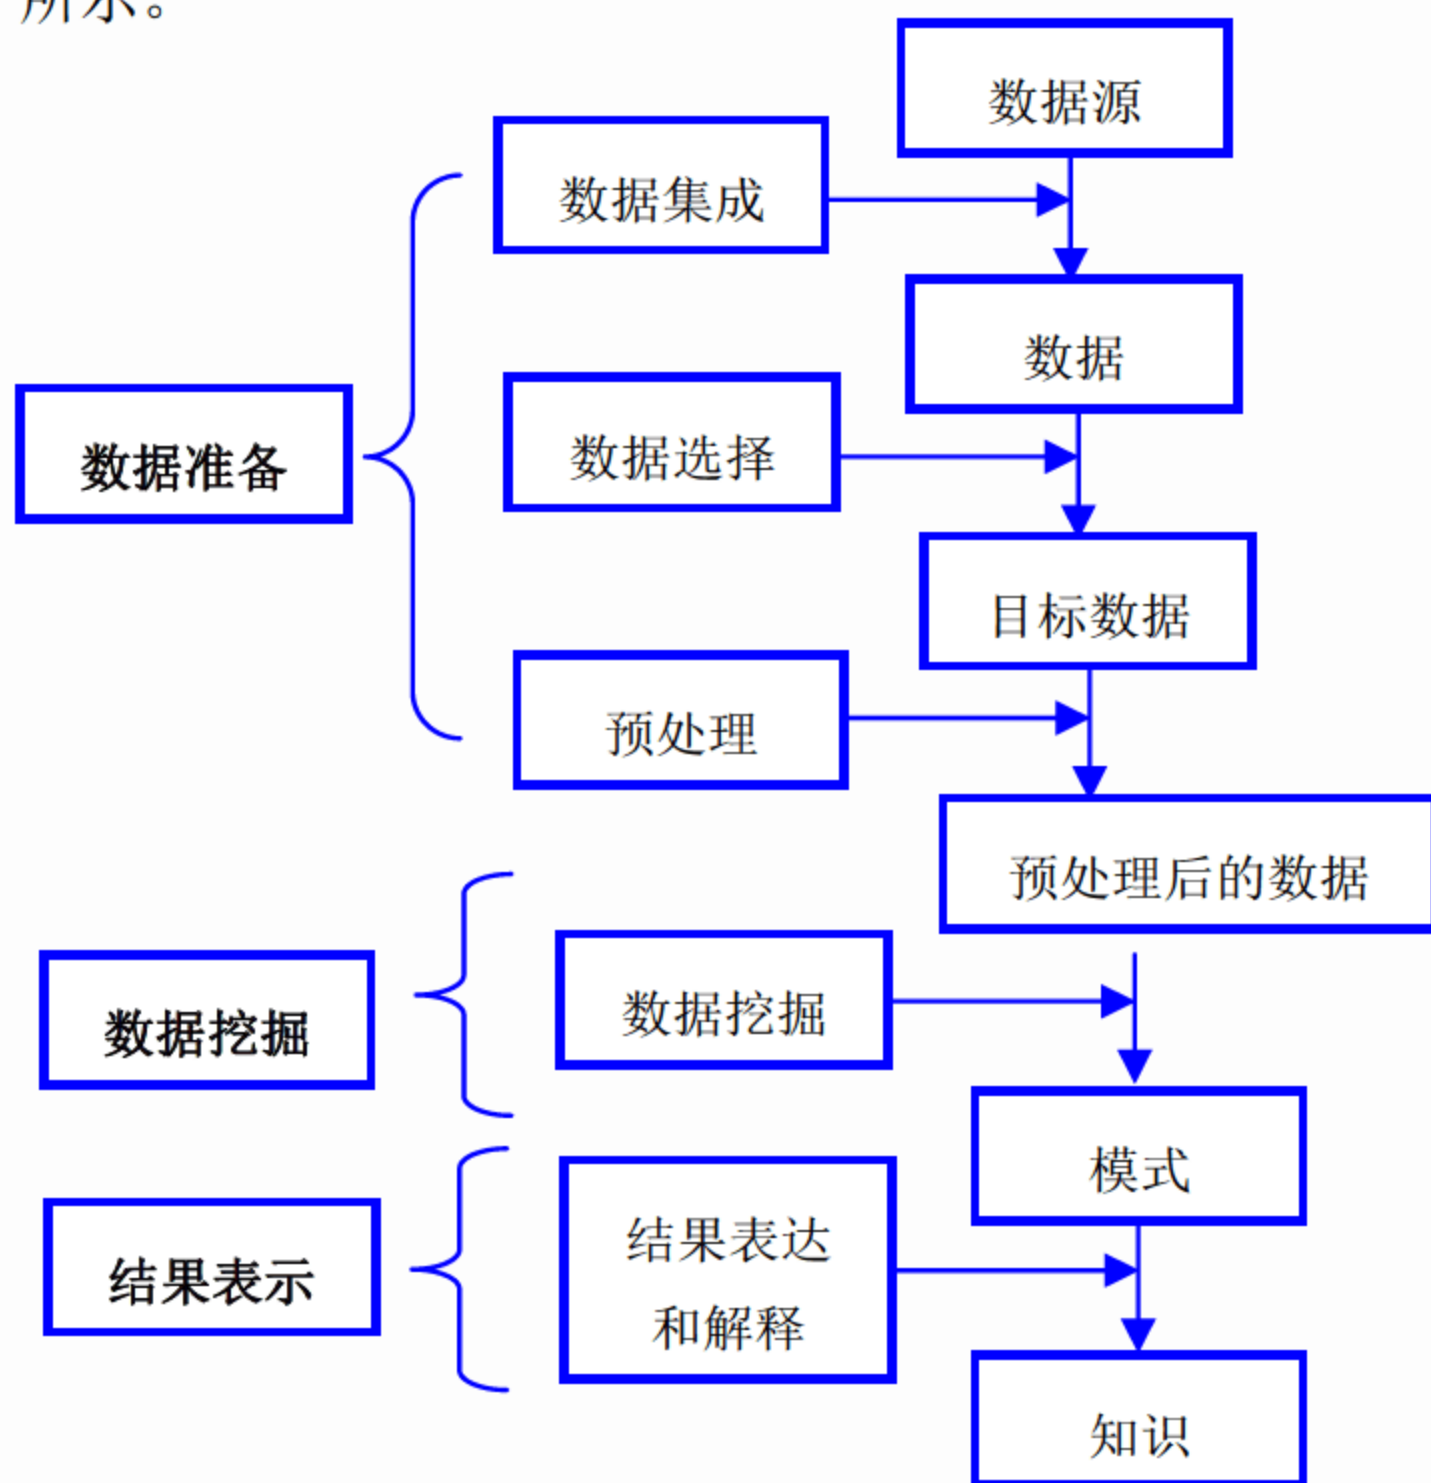 所示。
数据源
数据集成
数据
数据准备
数据选择
目标数据
预处理
预处理后的数据
数据挖掘
数据挖掘
模式
结果表示
结果表达
和解释
知识